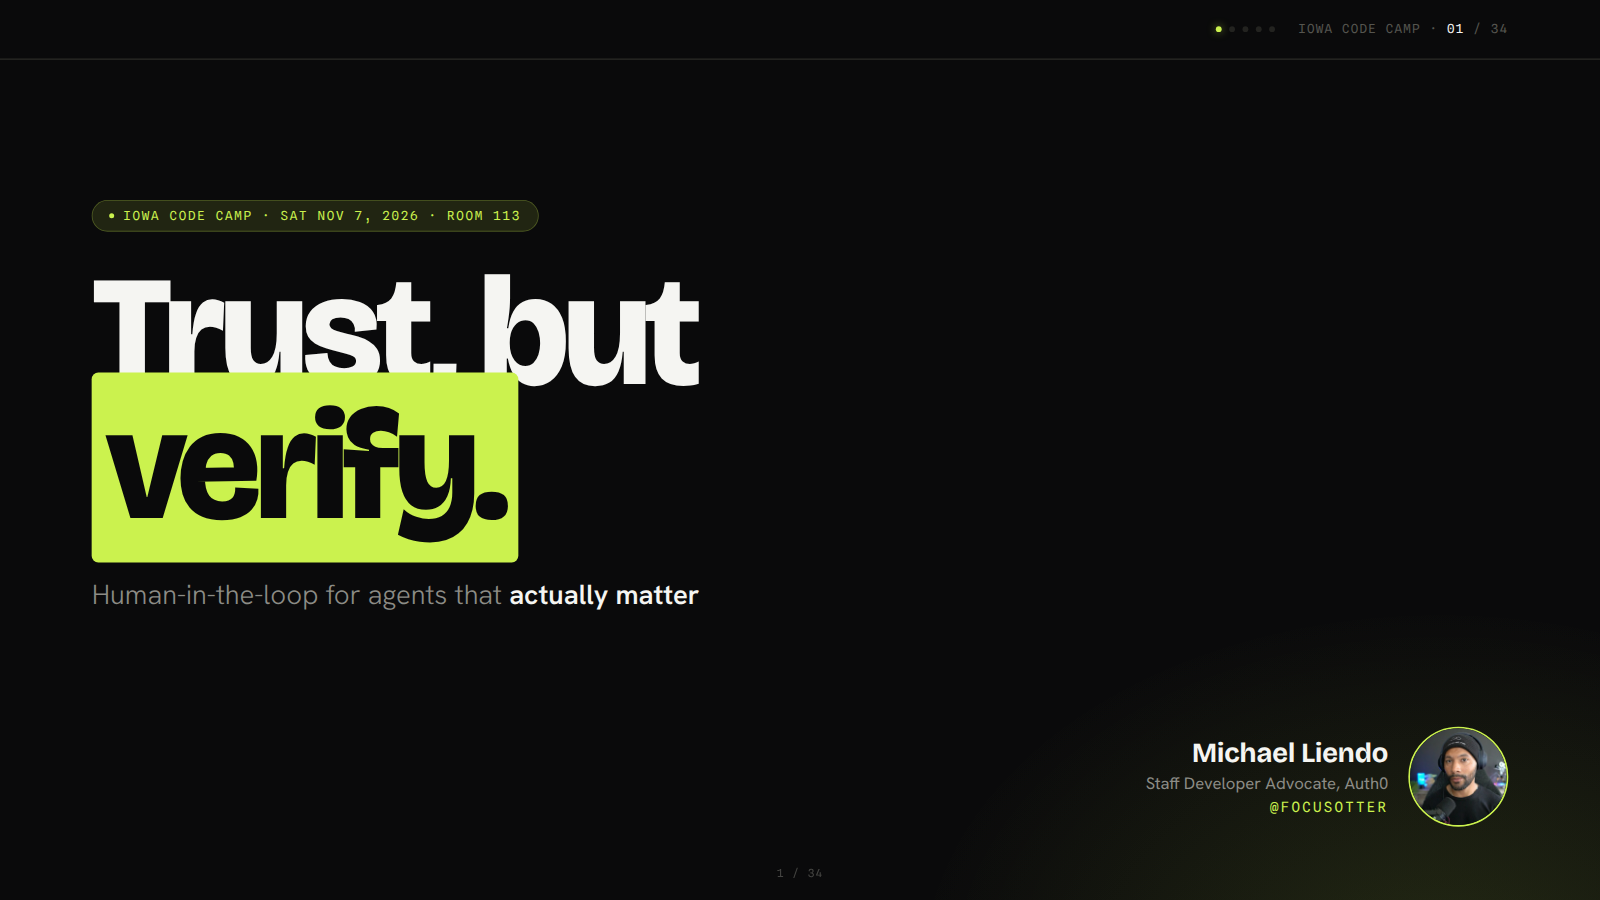 IOWA CODE CAMP · 01 / 34
IOWA CODE CAMP · SAT NOV 7, 2026 · ROOM 113
Trust, but
verify.
Human-in-the-loop for agents that actually matter
Michael Liendo
Staff Developer Advocate, Auth0
@FOCUSOTTER
1 / 34